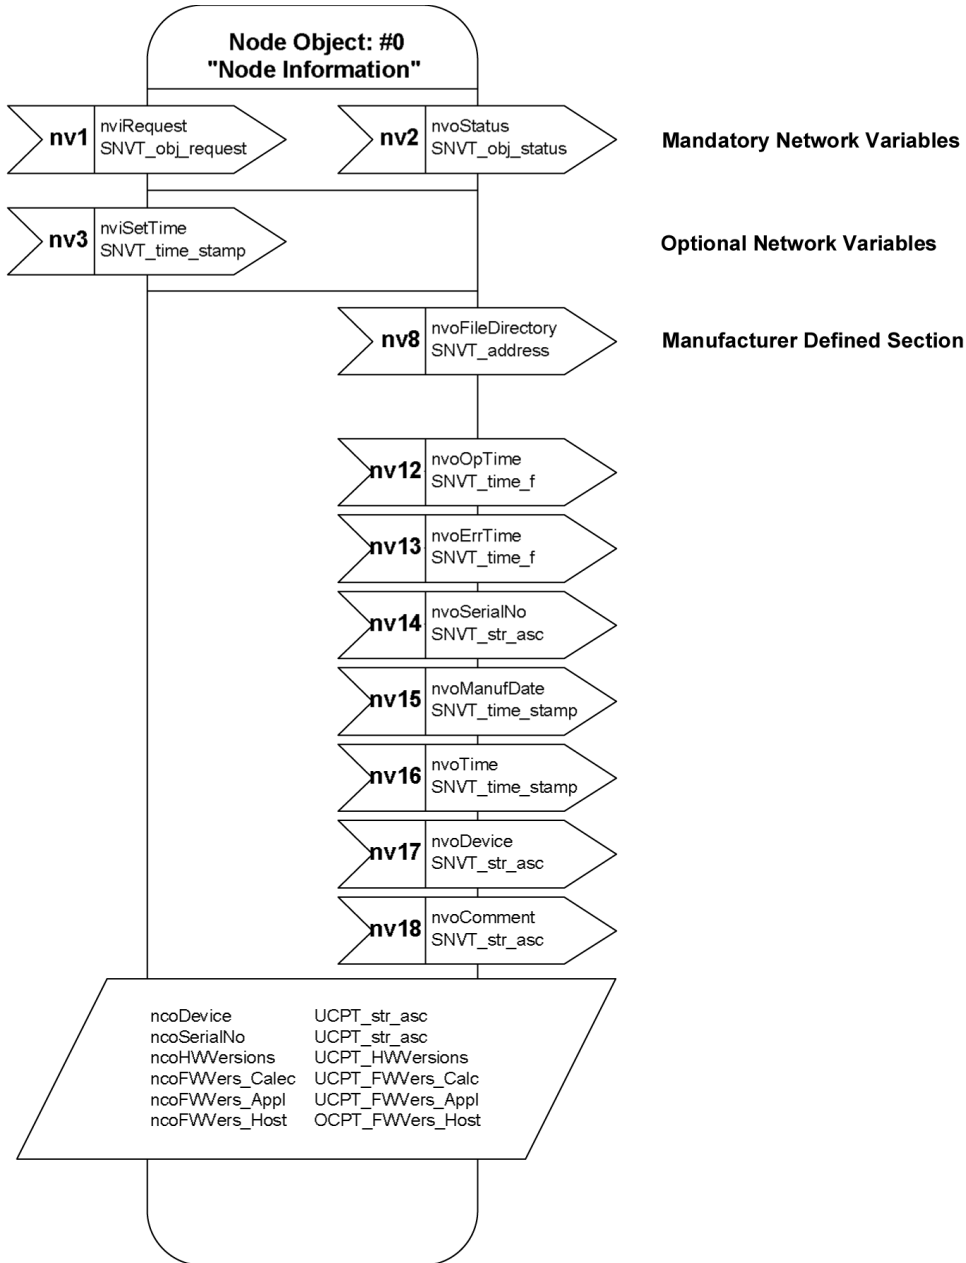 Node Object: #0
"Node Information"
nv1
nviRequest
SNVT_obj_request
nv2
nvoStatus
SNVT_obj_status
Mandatory Network Variables
nv3
nviSetTime
SNVT_time_stamp
Optional Network Variables
nv8
nvoFileDirectory
SNVT_address
Manufacturer Defined Section
nv12
nvoOpTime
SNVT_time_f
nv13
nvoErrTime
SNVT_time_f
nv14
nvoSerialNo
SNVT_str_asc
nv15
nvoManufDate
SNVT_time_stamp
nv16
nvoTime
SNVT_time_stamp
nv17
nvoDevice
SNVT_str_asc
nv18
nvoComment
SNVT_str_asc
ncoDevice UCPT_str_asc
ncoSerialNo UCPT_str_asc
ncoHWVersions UCPT_HWVersions
ncoFWVers_Calec UCPT_FWVers_Calc
ncoFWVers_Appl UCPT_FWVers_Appl
ncoFWVers_Host OCPT_FWVers_Host